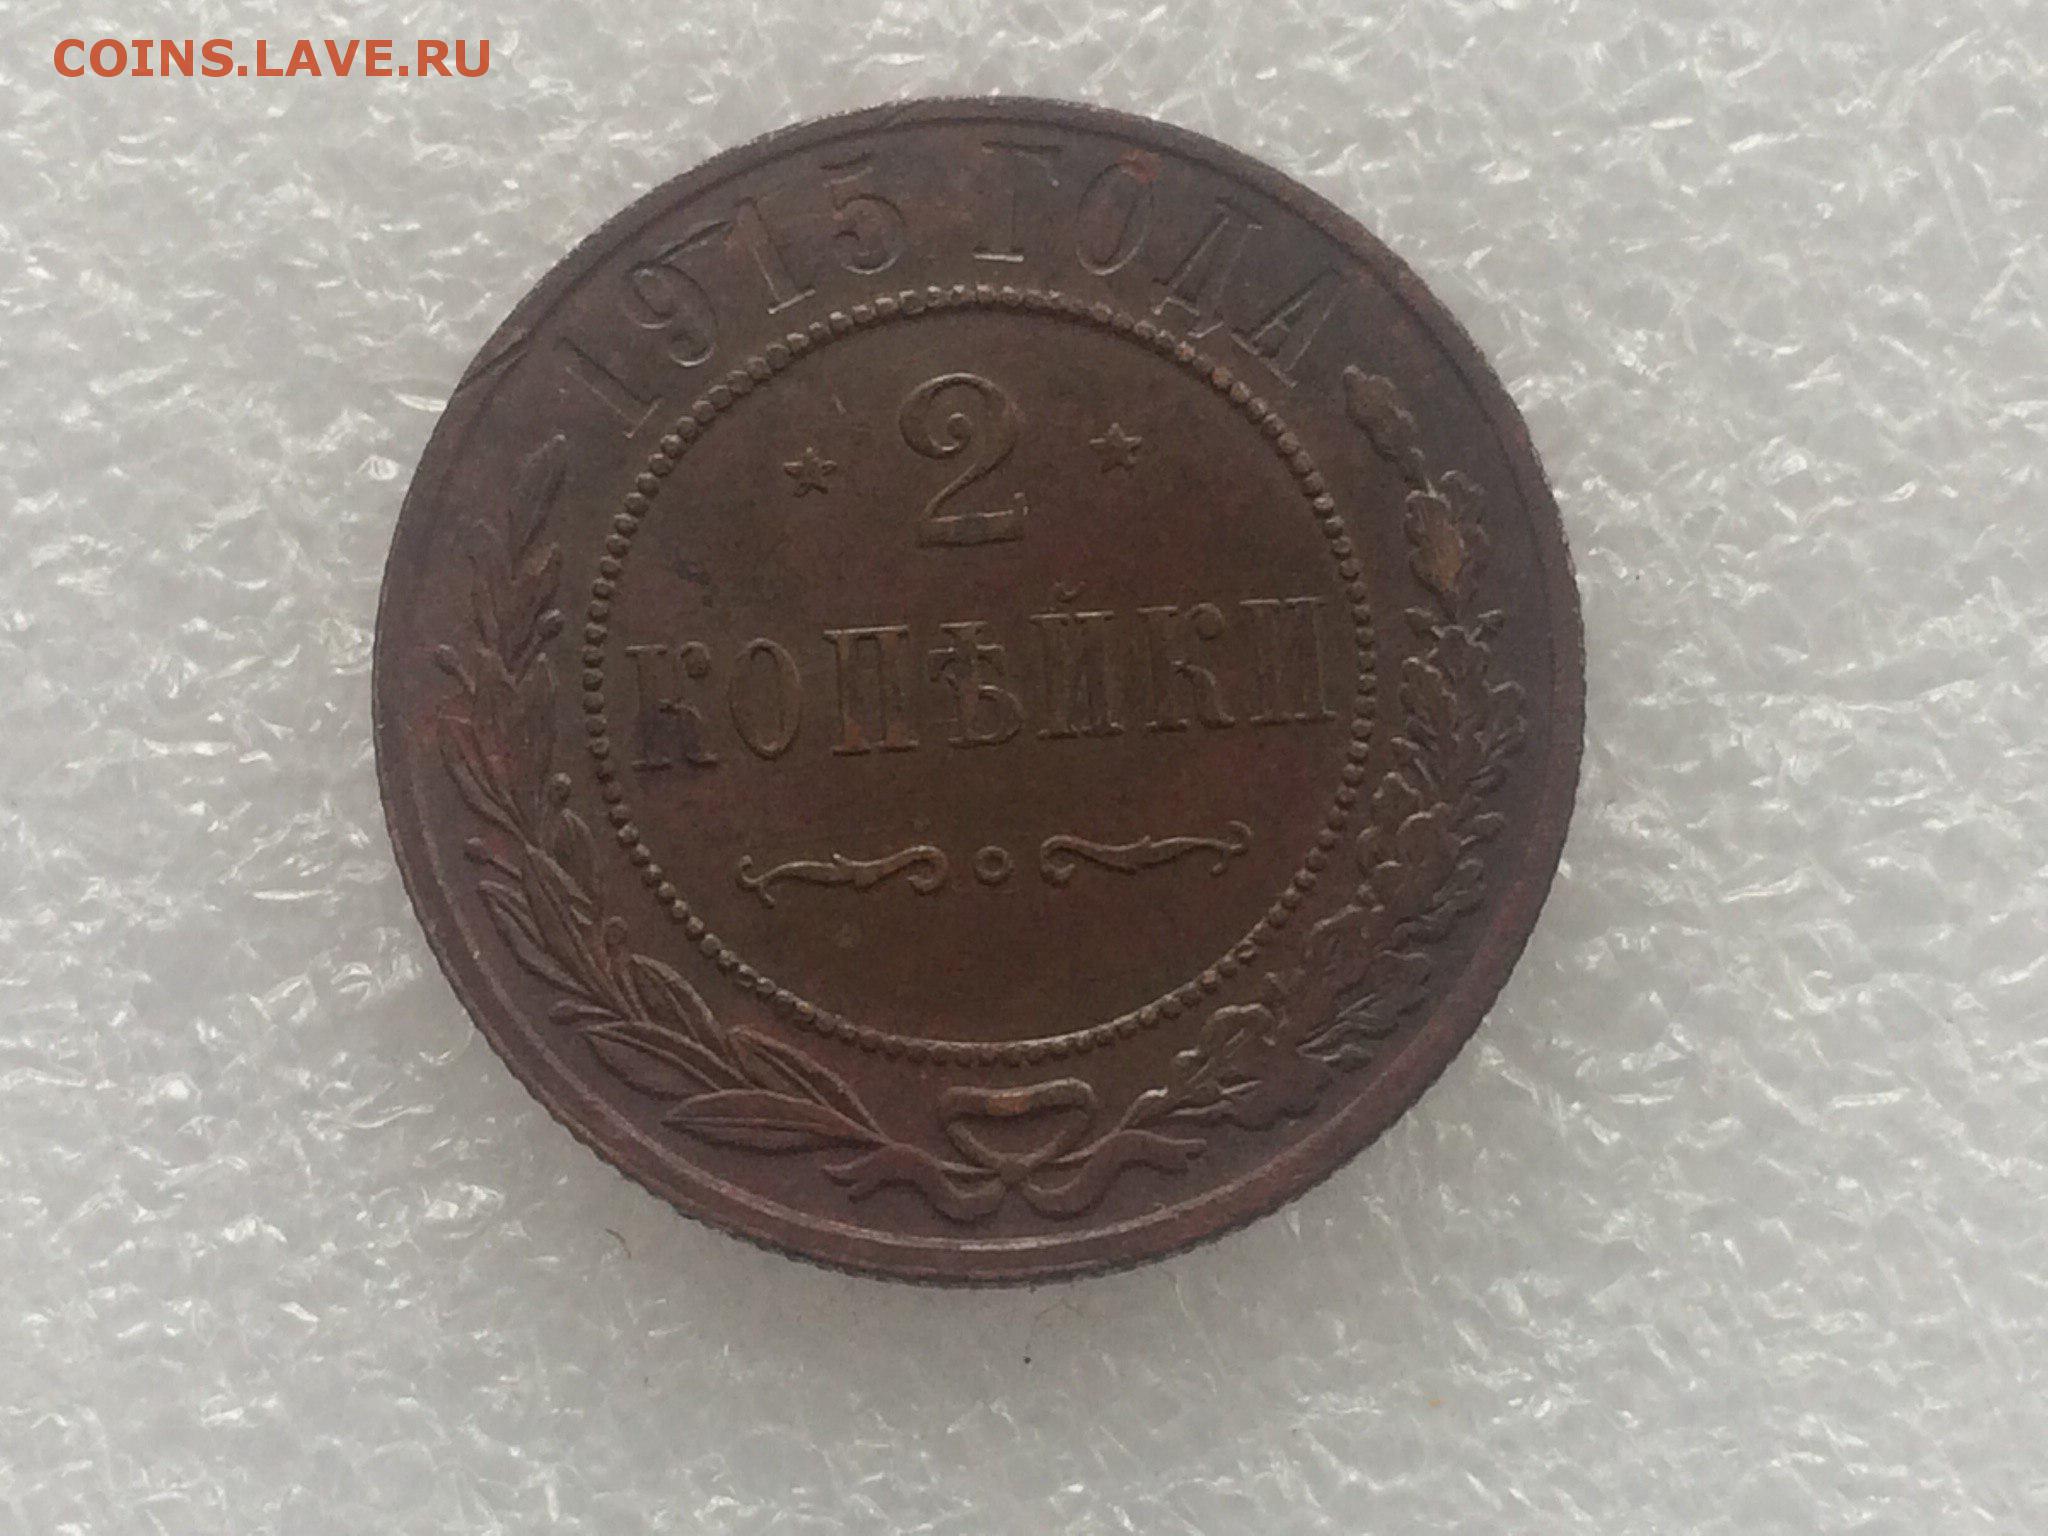 COINS.LAVE.RU
1915 ГОДА
2
КОПѢЙКИ